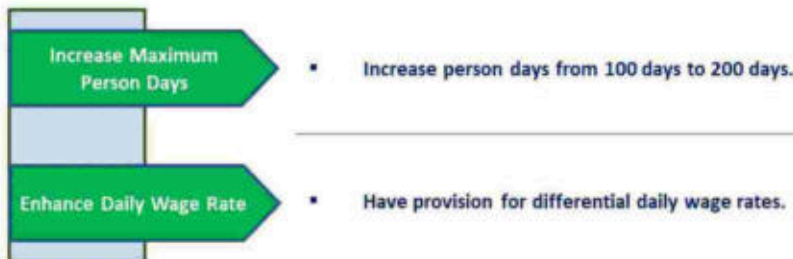 Increase Maximum
Person Days
▪ Increase person days from 100 days to 200 days.
Enhance Daily Wage Rate
▪ Have provision for differential daily wage rates.